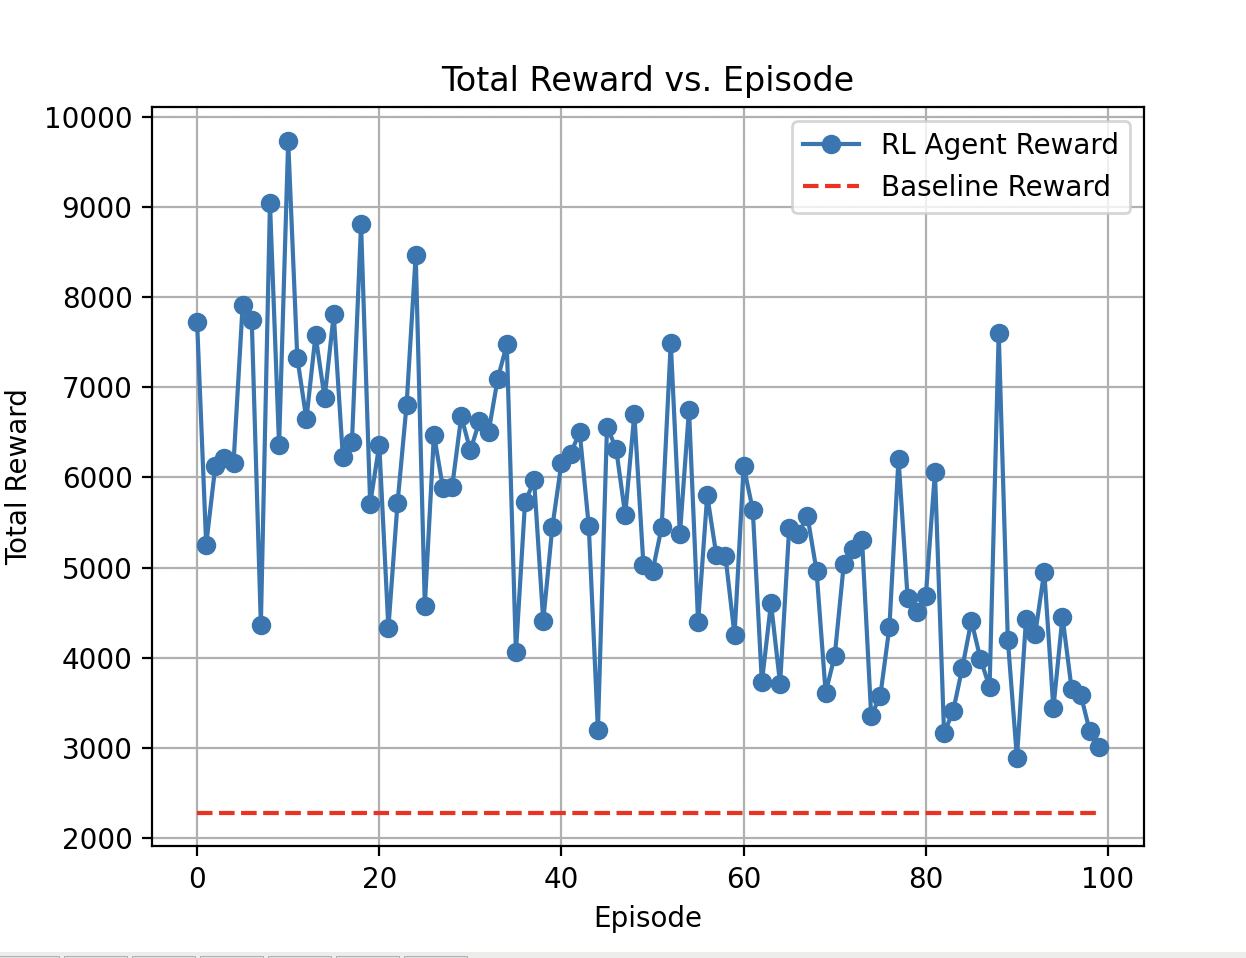 Total Reward vs. Episode
10000
9000
8000
7000
6000
5000
4000
3000
2000
Total Reward
RL Agent Reward
Baseline Reward
0 20 40 60 80 100
Episode